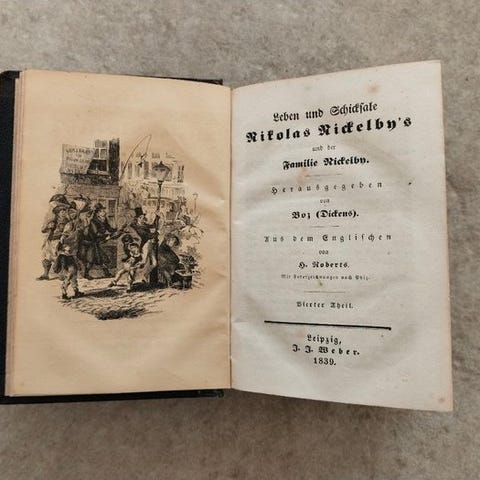 Leben und Schicksale
Nikolas Nickelby's
und der
Familie Nickelby.
Herausgegeben
von
Boz (Dickens).
Aus dem Englischen
von
H. Roberts.
Mit Federzeichnungen nach Phiz.
Vierter Theil.
Leipzig,
J. J. Weber.
1839.